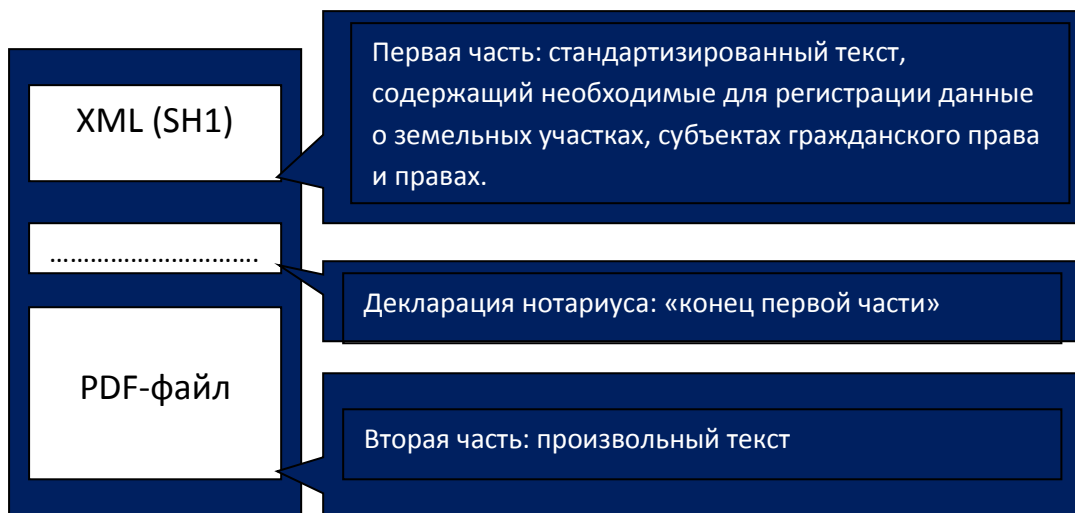 XML (SH1)
Первая часть: стандартизированный текст,
содержащий необходимые для регистрации данные
о земельных участках, субъектах гражданского права
и правах.
……………………………
Декларация нотариуса: «конец первой части»
PDF-файл
Вторая часть: произвольный текст